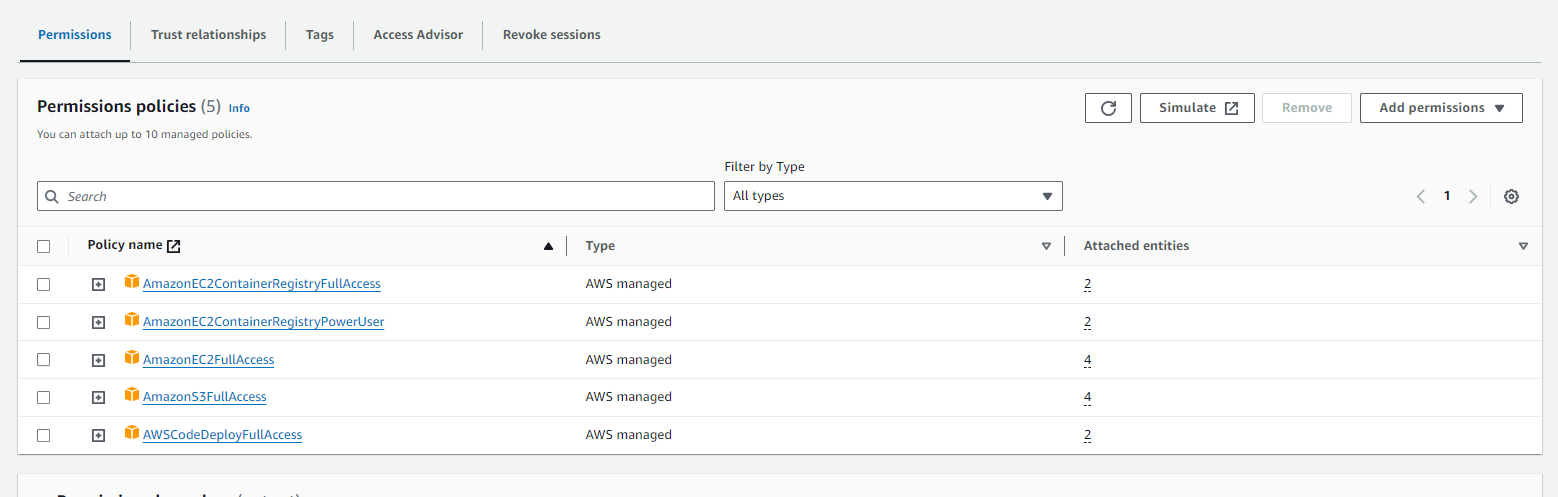 Permissions
Trust relationships
Tags
Access Advisor
Revoke sessions
Permissions policies (5) Info
You can attach up to 10 managed policies.
Simulate
Remove
Add permissions
Filter by Type
Search
All types
1
Policy name
Type
Attached entities
AmazonEC2ContainerRegistryFullAccess AWS managed 2
AmazonEC2ContainerRegistryPowerUser AWS managed 2
AmazonEC2FullAccess AWS managed 4
AmazonS3FullAccess AWS managed 4
AWSCodeDeployFullAccess AWS managed 2